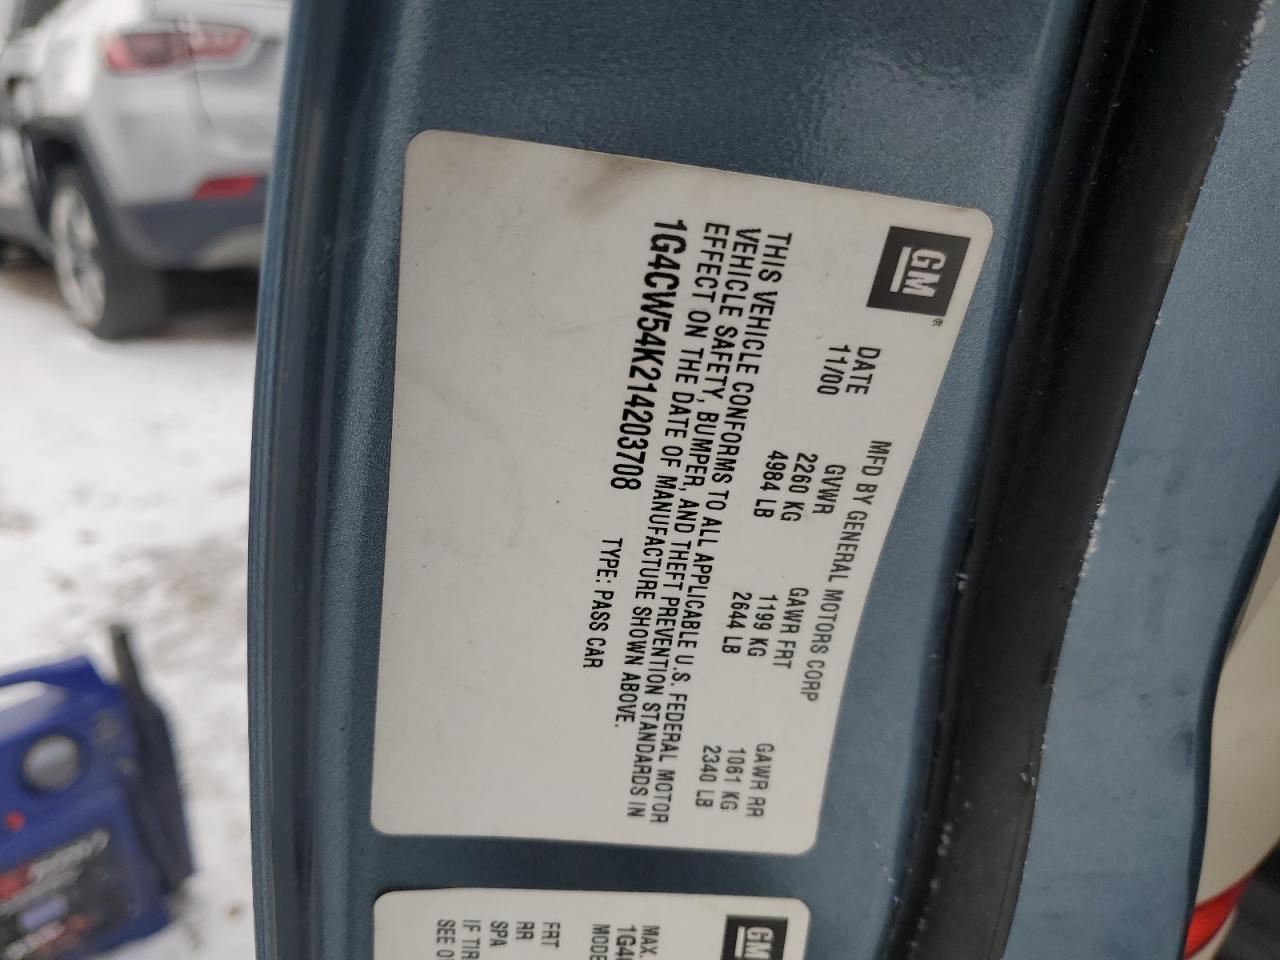 GM®
DATE MFD BY GENERAL MOTORS CORP
11/00 GVWR GAWR FRT GAWR RR
2260 KG 1199 KG 1061 KG
4984 LB 2644 LB 2340 LB
THIS VEHICLE CONFORMS TO ALL APPLICABLE U.S. FEDERAL MOTOR
VEHICLE SAFETY, BUMPER, AND THEFT PREVENTION STANDARDS IN
EFFECT ON THE DATE OF MANUFACTURE SHOWN ABOVE.
1G4CW54K214203708 TYPE: PASS CAR
GM
MAX.
FRT
RR
SPA
IF TIR